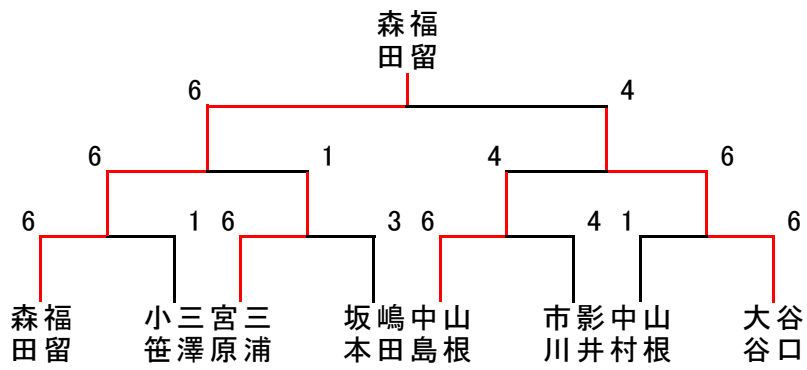 森福
田留
6 4
6 1 4 6
6 1 6 3 6 4 1 6
森福 小三宮三 坂嶋中山 市影中山 大谷
田留 笹澤原浦 本田島根 川井村根 谷口